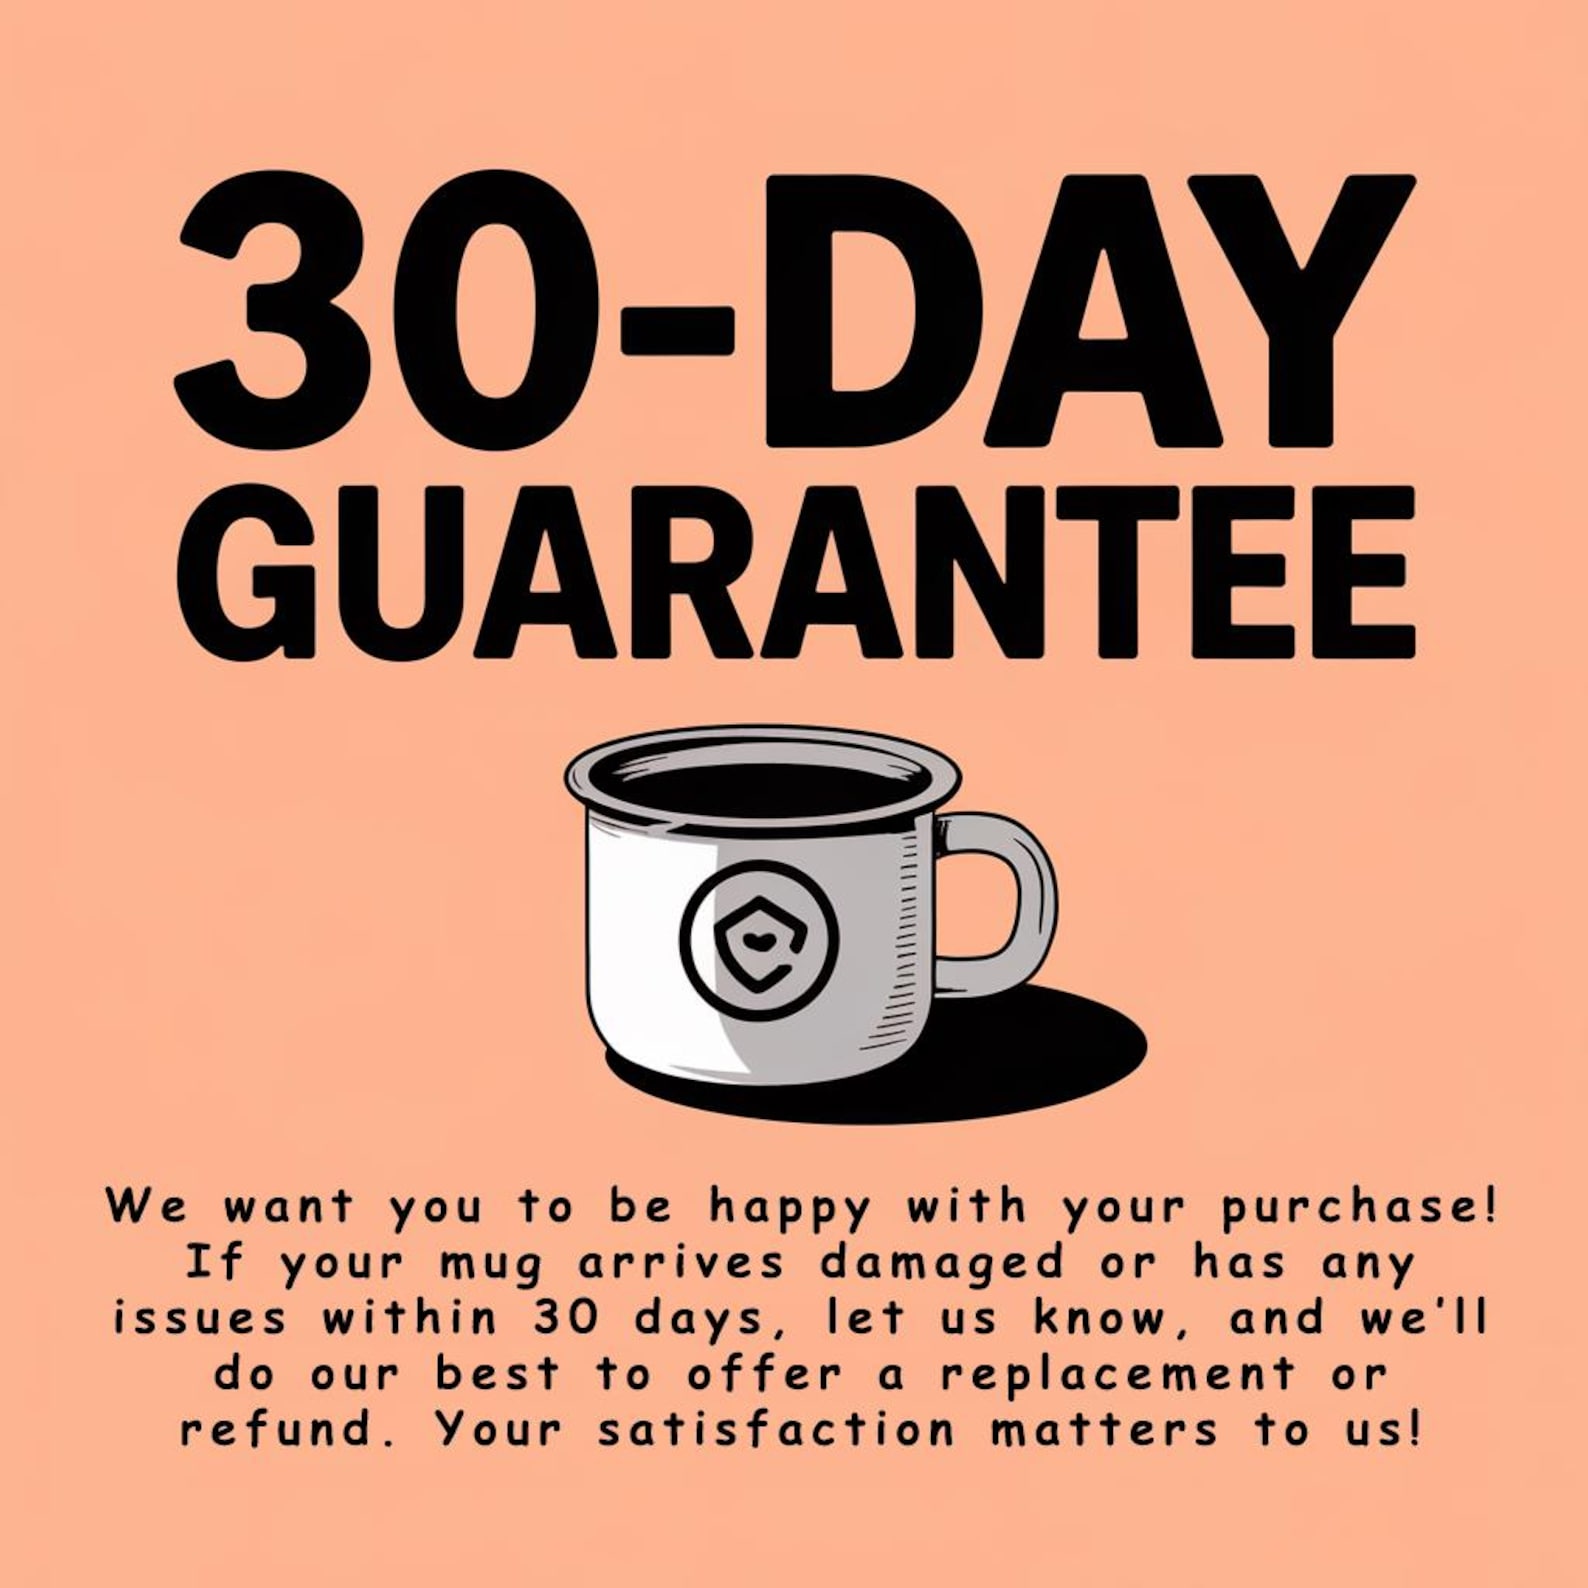 30-DAY
GUARANTEE
We want you to be happy with your purchase!
If your mug arrives damaged or has any
issues within 30 days, let us know, and we'll
do our best to offer a replacement or
refund. Your satisfaction matters to us!